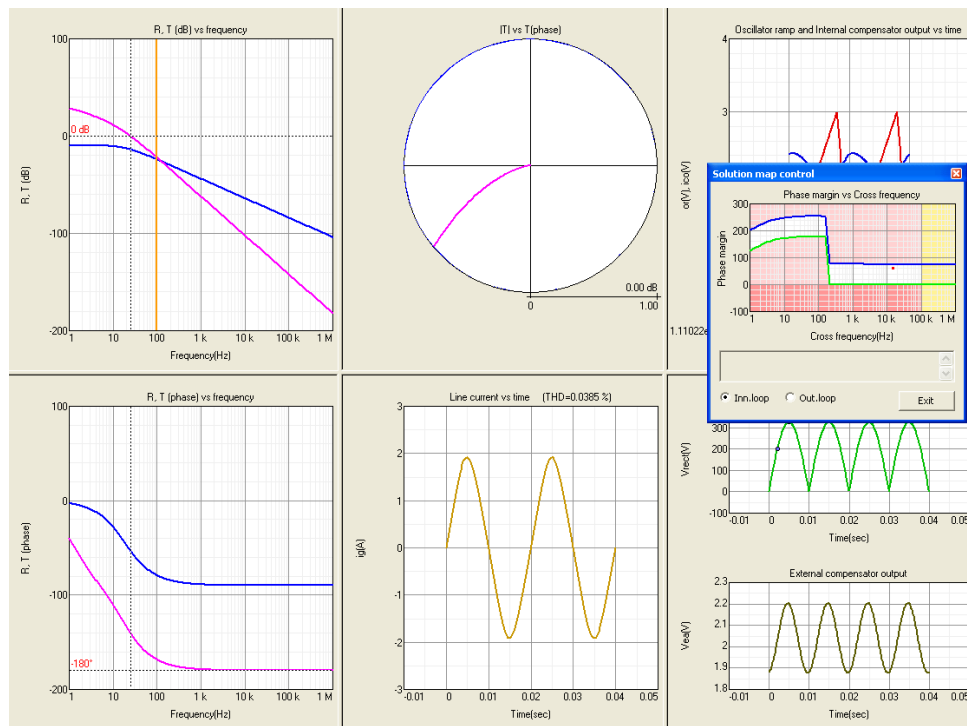 R, T (dB) vs frequency
100
0 dB
0
-100
-200
R, T (dB)
1 10 100 1 k 10 k 100 k 1 M
Frequency(Hz)
|T| vs T(phase)
0.00 dB
0 1.00
Oscillator ramp and Internal compensator output vs time
4
3
or(V), ico(V)
1.11022e
Solution map control
Phase margin vs Cross frequency
300
200
100
0
-100
Phase margin
1 10 100 1 k 10 k 100 k 1 M
Cross frequency(Hz)
Inn.loop Out.loop Exit
R, T (phase) vs frequency
100
0
-100
-180°
-200
R, T (phase)
1 10 100 1 k 10 k 100 k 1 M
Frequency(Hz)
Line current vs time (THD=0.0385 %)
3
2
1
0
-1
-2
-3
ig(A)
-0.01 0 0.01 0.02 0.03 0.04 0.05
Time(sec)
300
200
100
0
-100
Vrect(V)
-0.01 0 0.01 0.02 0.03 0.04 0.05
Time(sec)
External compensator output
2.3
2.2
2.1
2
1.9
1.8
Vea(V)
-0.01 0 0.01 0.02 0.03 0.04 0.05
Time(sec)